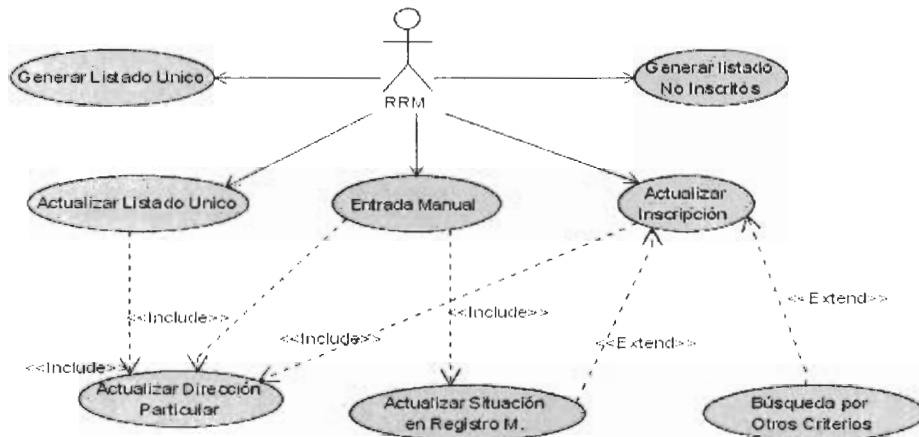 Generar Listado Unico
Generar listado
No Inscritos
RRM
Actualizar Listado Unico
Entrada Manual
Actualizar
Inscripción
<<Extend>>
<<Include>>
<<Include>>
<<Include>>
<<Extend>>
<<Include>>
Actualizar Dirección
Particular
Actualizar Situación
en Registro M.
Búsqueda por
Otros Criterios